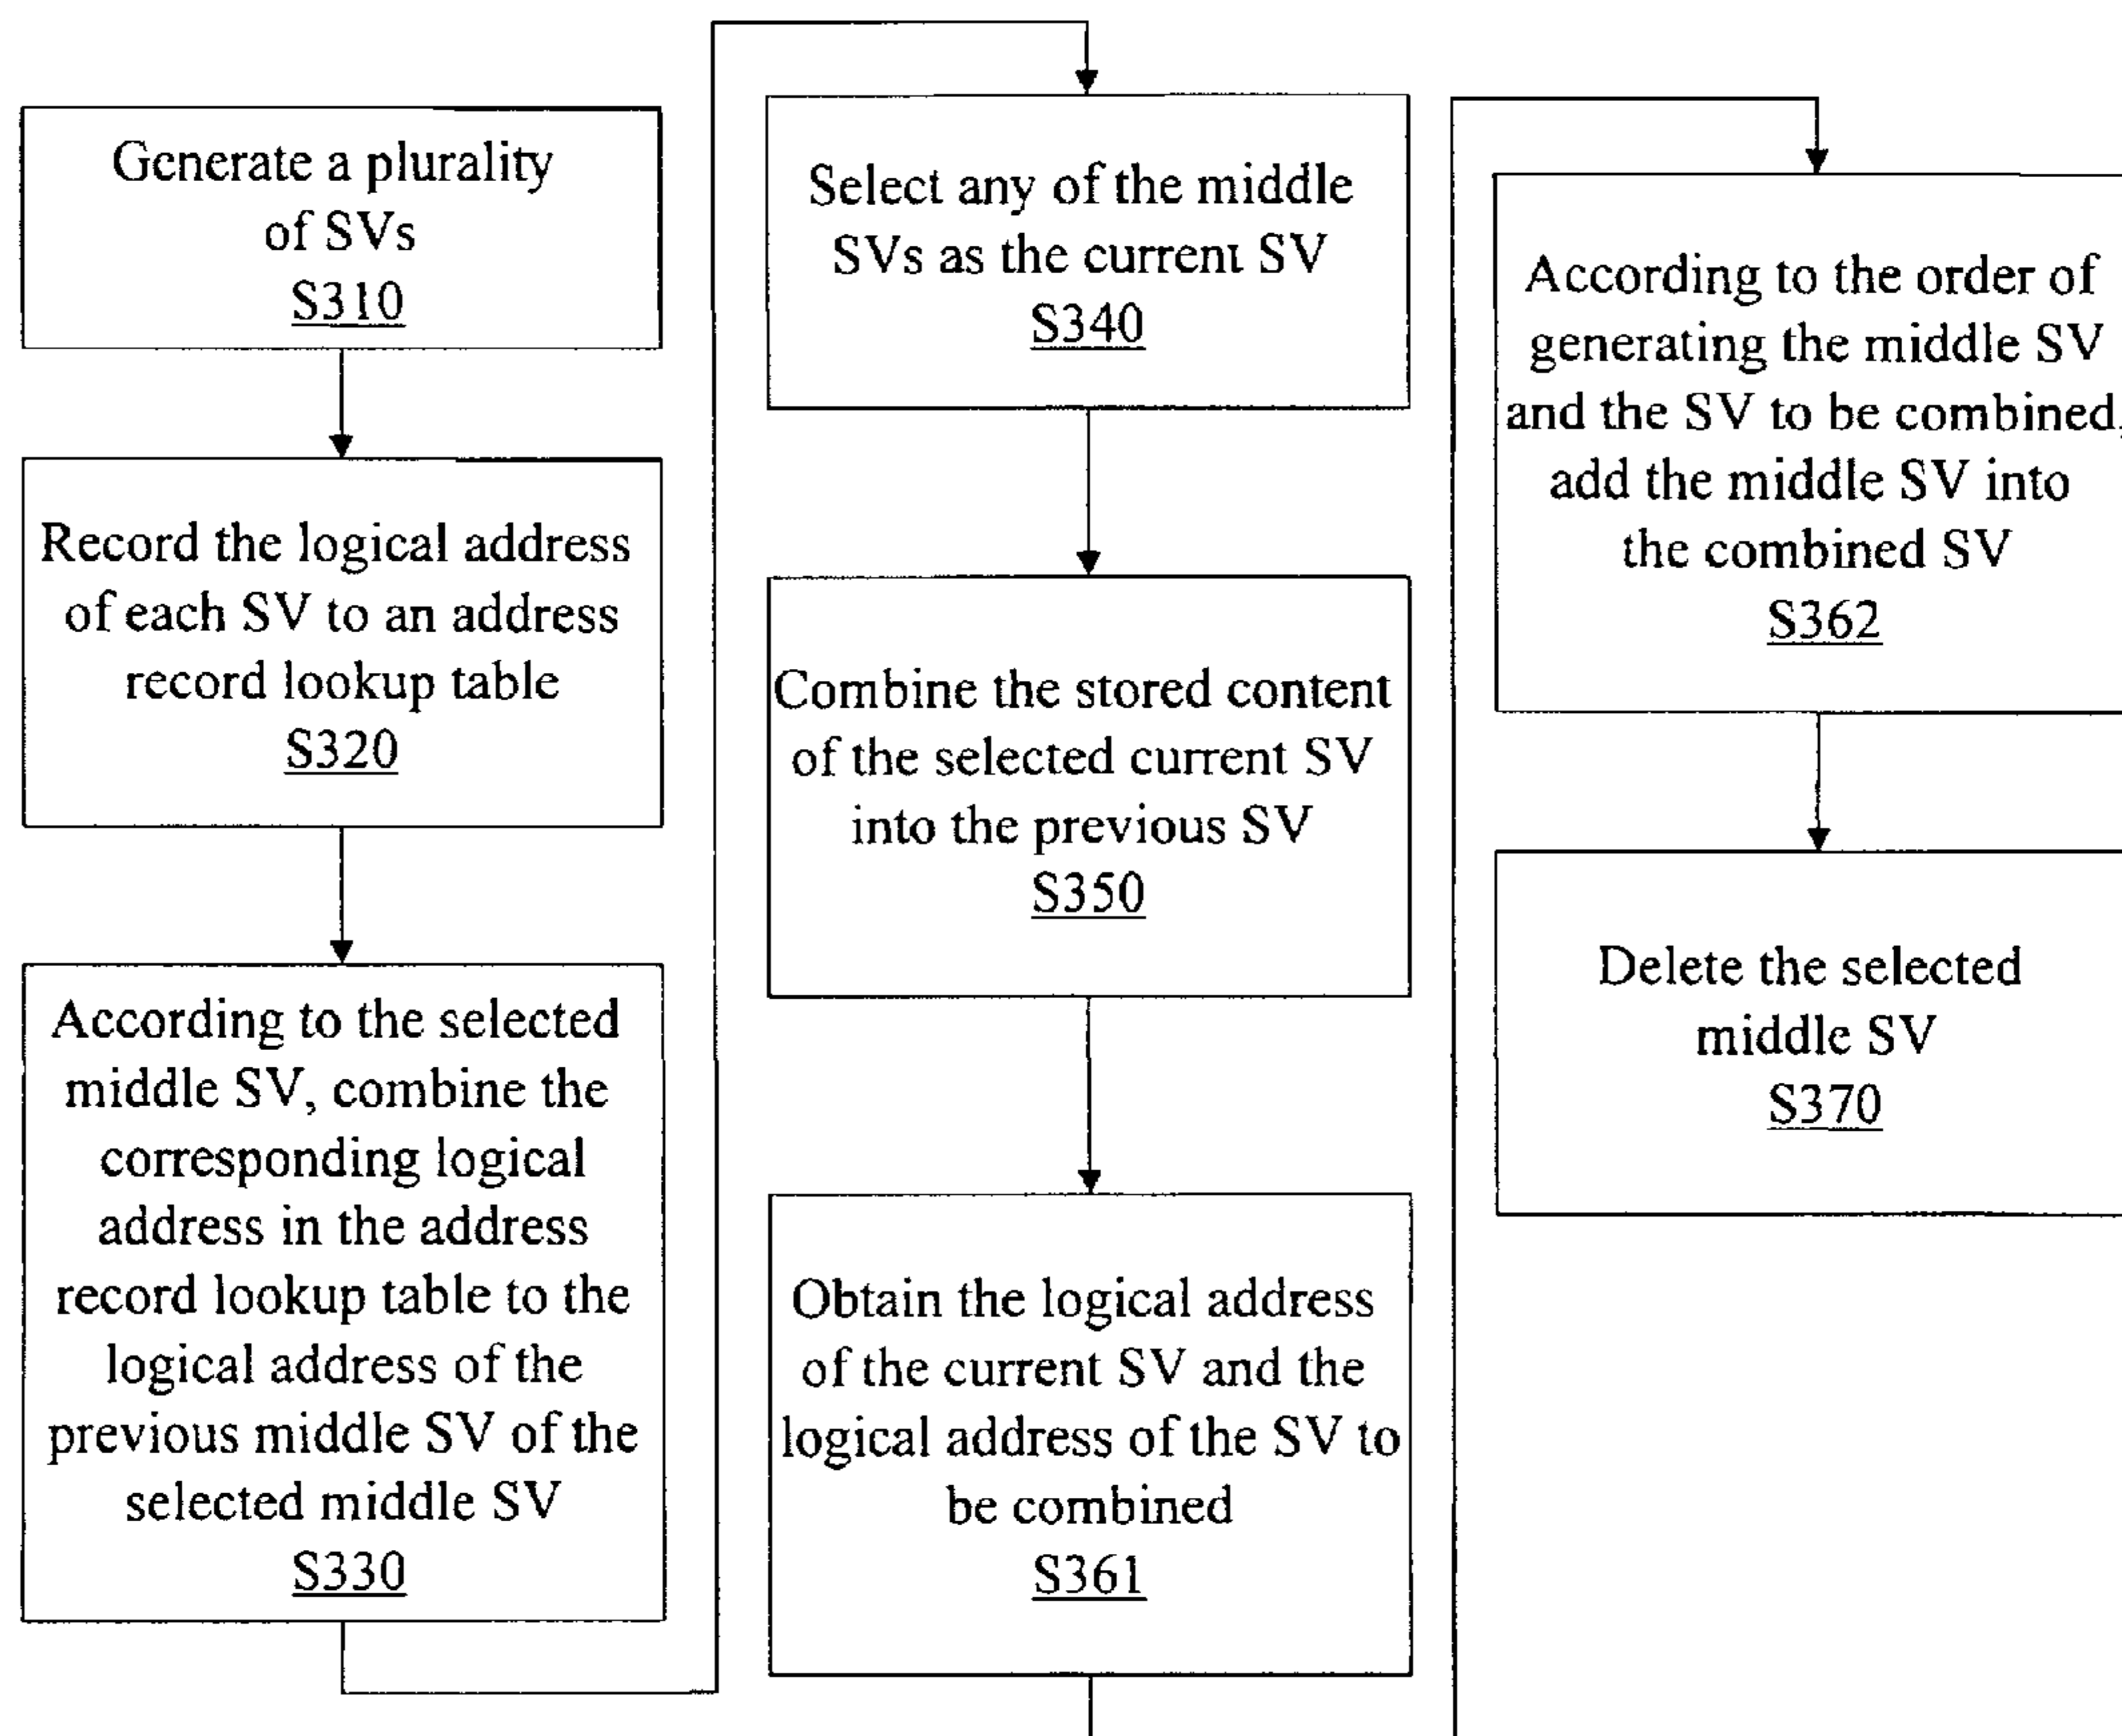 Generate a plurality
of SVs
S310
Record the logical address
of each SV to an address
record lookup table
S320
According to the selected
middle SV, combine the
corresponding logical
address in the address
record lookup table to the
logical address of the
previous middle SV of the
selected middle SV
S330
Select any of the middle
SVs as the current SV
S340
Combine the stored content
of the selected current SV
into the previous SV
S350
Obtain the logical address
of the current SV and the
logical address of the SV to
be combined
S361
According to the order of
generating the middle SV
and the SV to be combined,
add the middle SV into
the combined SV
S362
Delete the selected
middle SV
S370